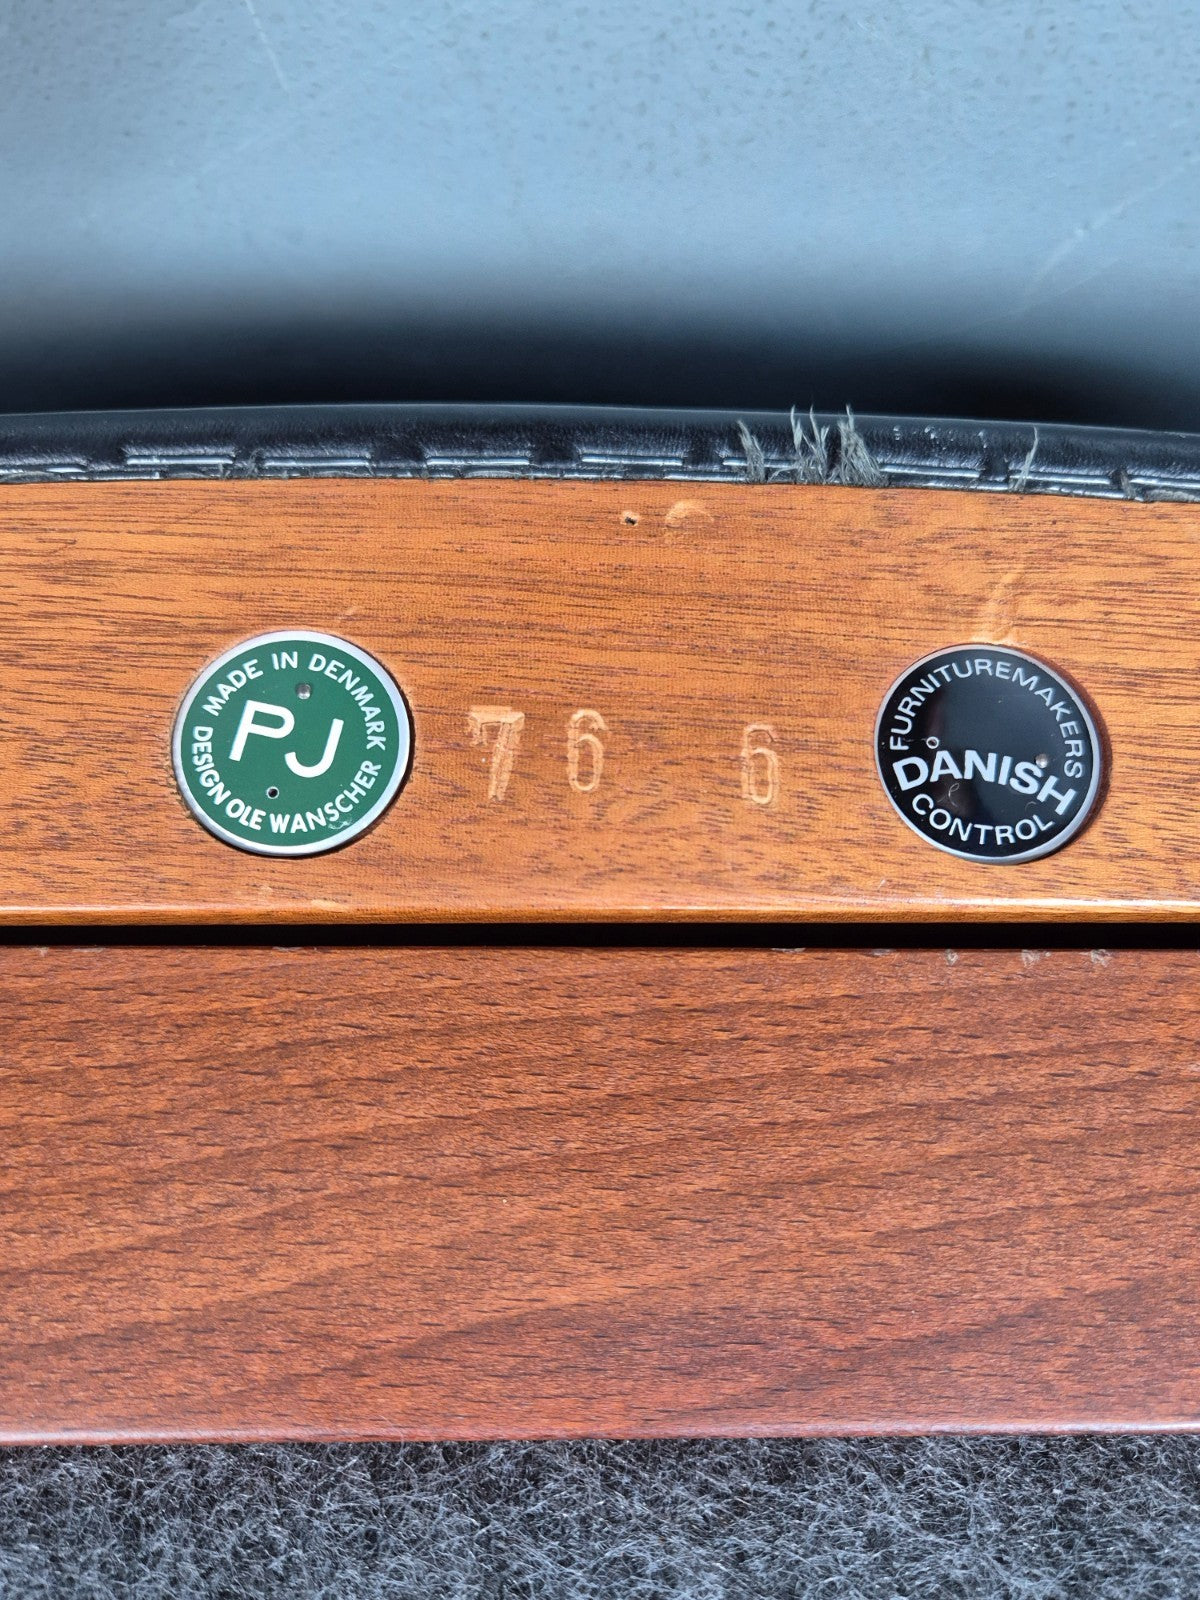 MADE IN DENMARK
PJ
DESIGN OLE WANSCHER
76 6
FURNITUREMAKERS
DANISH
CONTROL